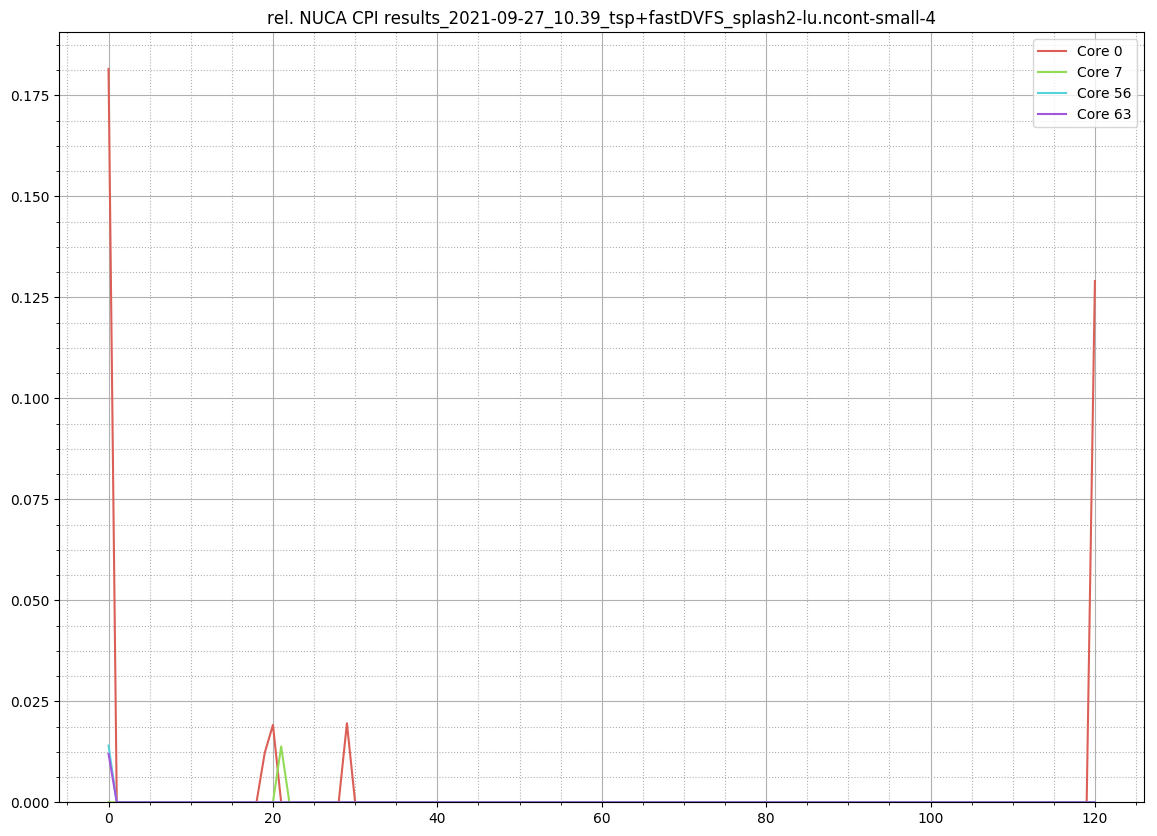 rel. NUCA CPI results_2021-09-27_10.39_tsp+fastDVFS_splash2-lu.ncont-small-4
Core 0
Core 7
Core 56
Core 63
0.175
0.150
0.125
0.100
0.075
0.050
0.025
0.000
0 20 40 60 80 100 120